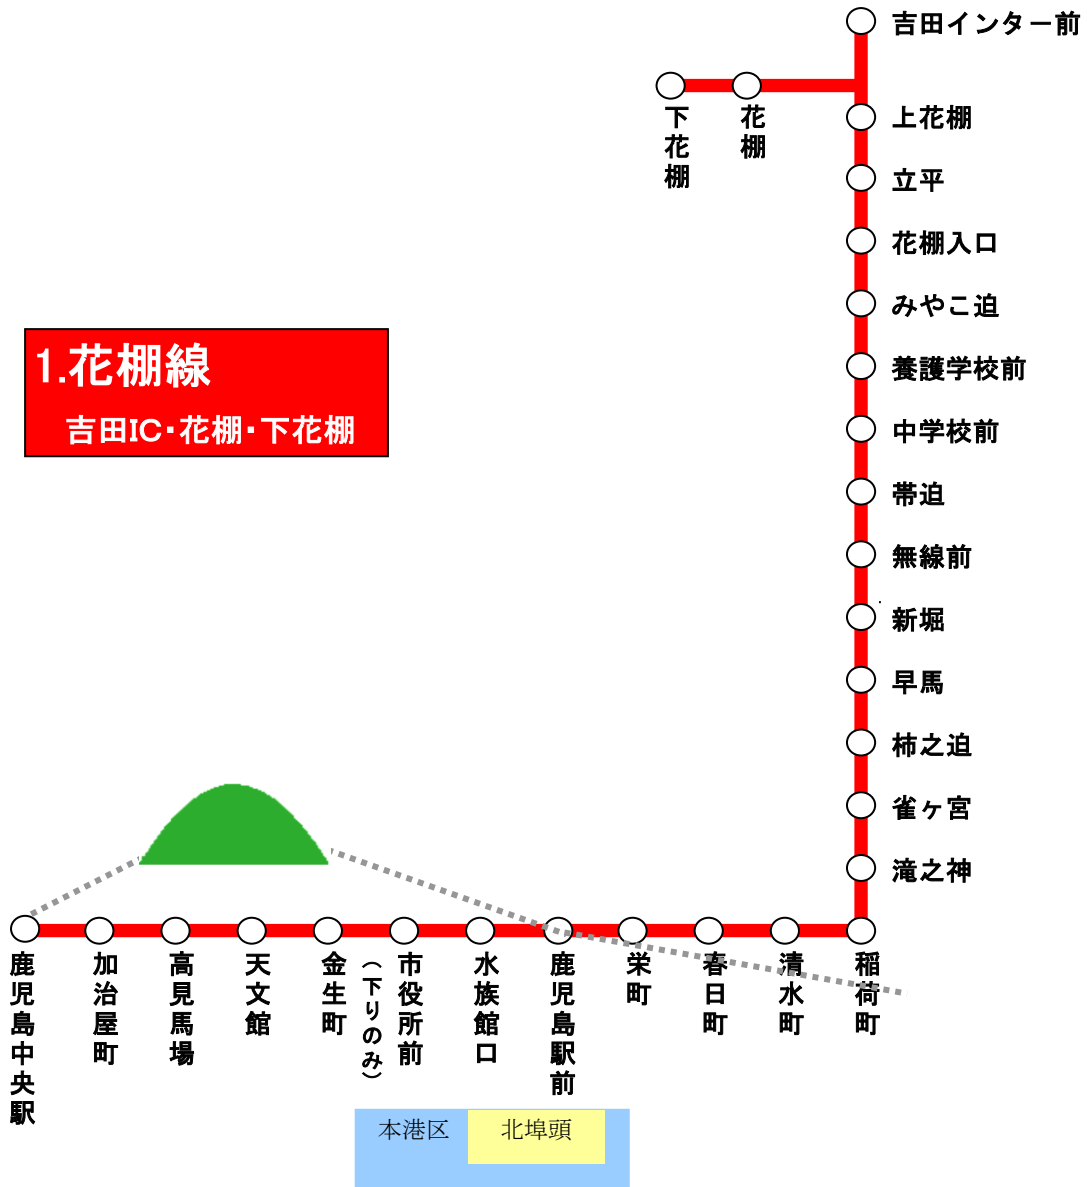 吉田インター前
下花棚
花棚
上花棚
立平
花棚入口
みやこ迫
養護学校前
中学校前
帯迫
無線前
新堀
早馬
柿之迫
雀ヶ宮
滝之神
1.花棚線
吉田IC・花棚・下花棚
鹿児島中央駅
加治屋町
高見馬場
天文館
金生町
（下りのみ）
市役所前
水族館口
鹿児島駅前
栄町
春日町
清水町
稲荷町
本港区
北埠頭